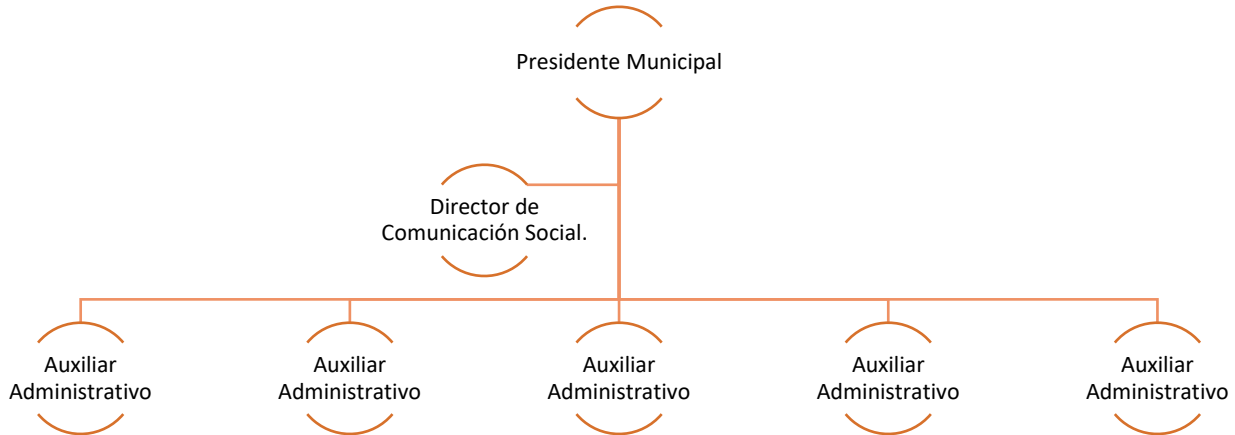 Presidente Municipal
Director de
Comunicación Social.
Auxiliar
Administrativo
Auxiliar
Administrativo
Auxiliar
Administrativo
Auxiliar
Administrativo
Auxiliar
Administrativo